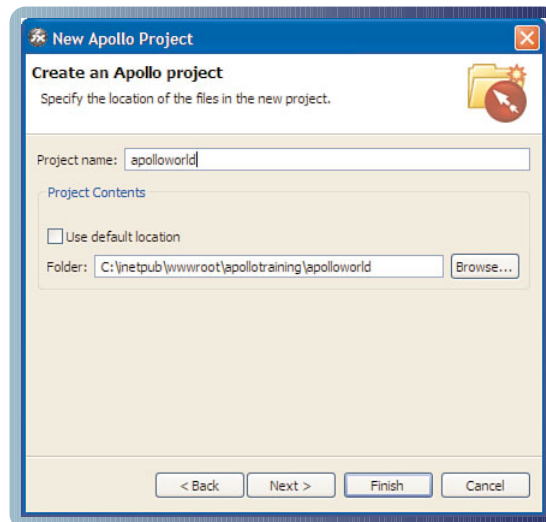 New Apollo Project
Create an Apollo project
Specify the location of the files in the new project.
Project name: apolloworld
Project Contents
Use default location
Folder: C:\Inetpub\wwwroot\apollotraining\apolloworld Browse...
< Back Next > Finish Cancel